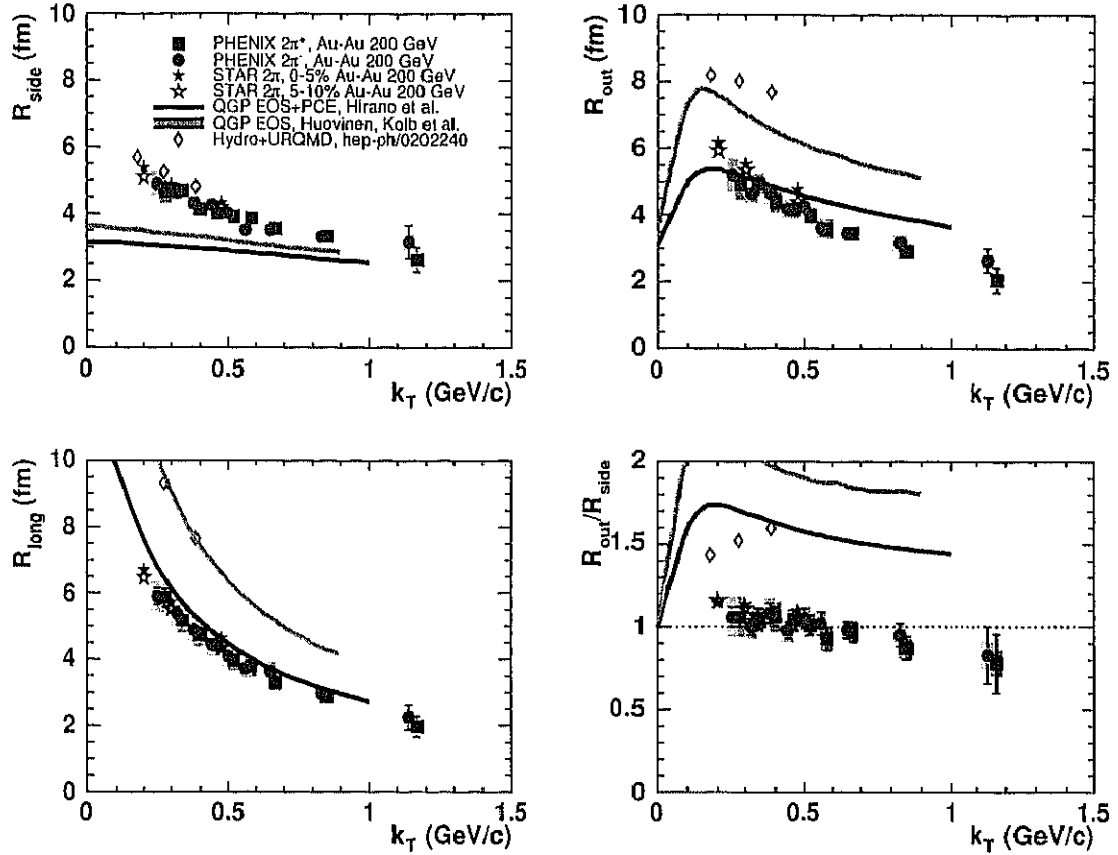 R_side (fm)
10
8
6
4
2
0
PHENIX 2π⁺, Au-Au 200 GeV
PHENIX 2π⁻, Au-Au 200 GeV
STAR 2π, 0-5% Au-Au 200 GeV
STAR 2π, 5-10% Au-Au 200 GeV
QGP EOS+PCE, Hirano et al.
QGP EOS, Huovinen, Kolb et al.
Hydro+URQMD, hep-ph/0202240
0 0.5 1 1.5
k_T (GeV/c)
R_out (fm)
10
8
6
4
2
0
0 0.5 1 1.5
k_T (GeV/c)
R_long (fm)
10
8
6
4
2
0
0 0.5 1 1.5
k_T (GeV/c)
R_out/R_side
2
1.5
1
0.5
0
0 0.5 1 1.5
k_T (GeV/c)